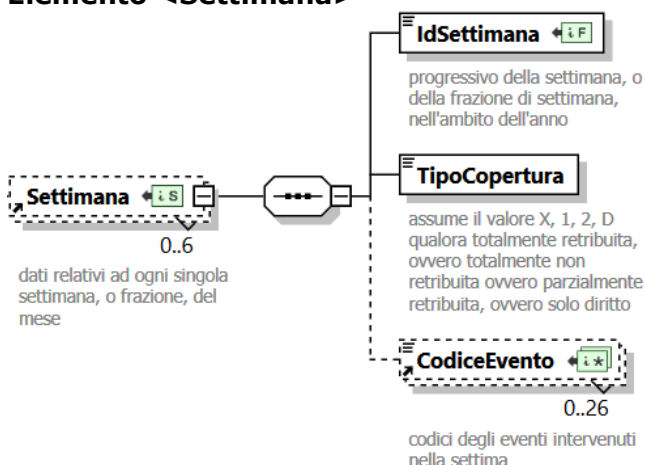 Elemento <Settimana>
IdSettimana
i F
progressivo della settimana, o
della frazione di settimana,
nell'ambito dell'anno
TipoCopertura
assume il valore X, 1, 2, D
qualora totalmente retribuita,
ovvero totalmente non
retribuita ovvero parzialmente
retribuita, ovvero solo diritto
Settimana
i S
0..6
dati relativi ad ogni singola
settimana, o frazione, del
mese
CodiceEvento
i *
0..26
codici degli eventi intervenuti
nella settima